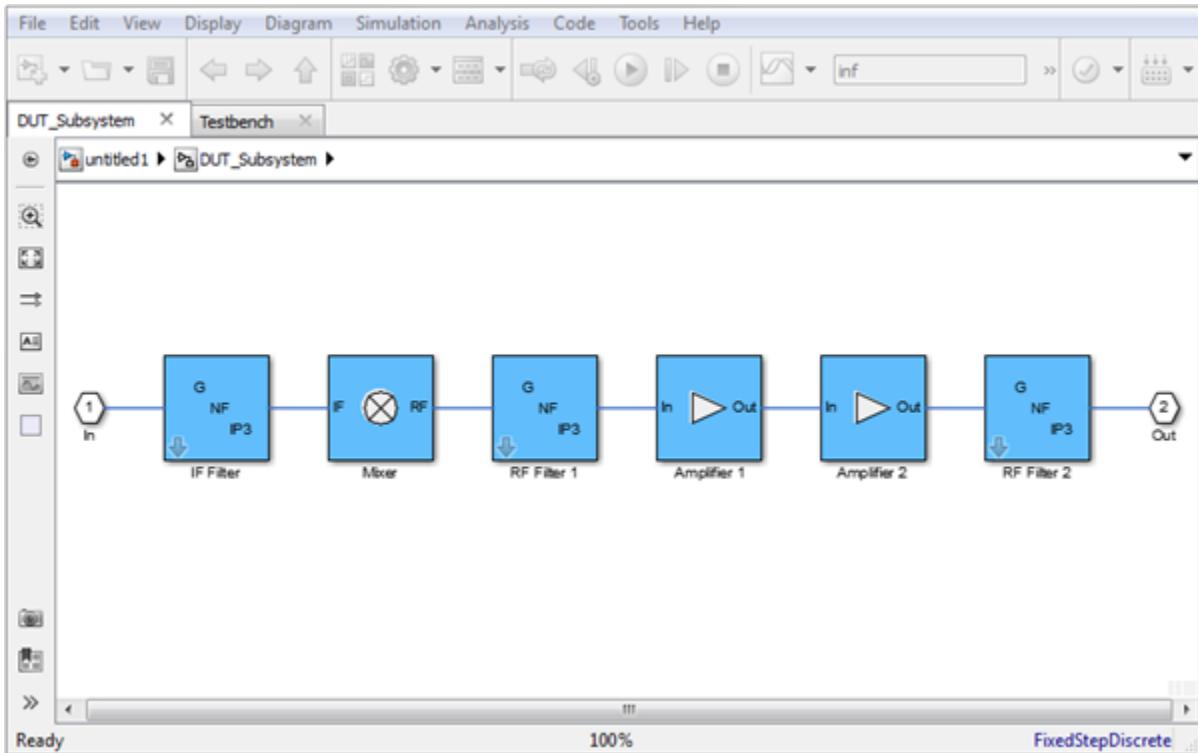 File Edit View Display Diagram Simulation Analysis Code Tools Help
inf
DUT_Subsystem Testbench
untitled1 DUT_Subsystem
G
NF
IP3
IF RF
G
NF
IP3
In Out
In Out
G
NF
IP3
1
2
In
Out
IF Filter Mixer RF Filter 1 Amplifier 1 Amplifier 2 RF Filter 2
Ready 100% FixedStepDiscrete